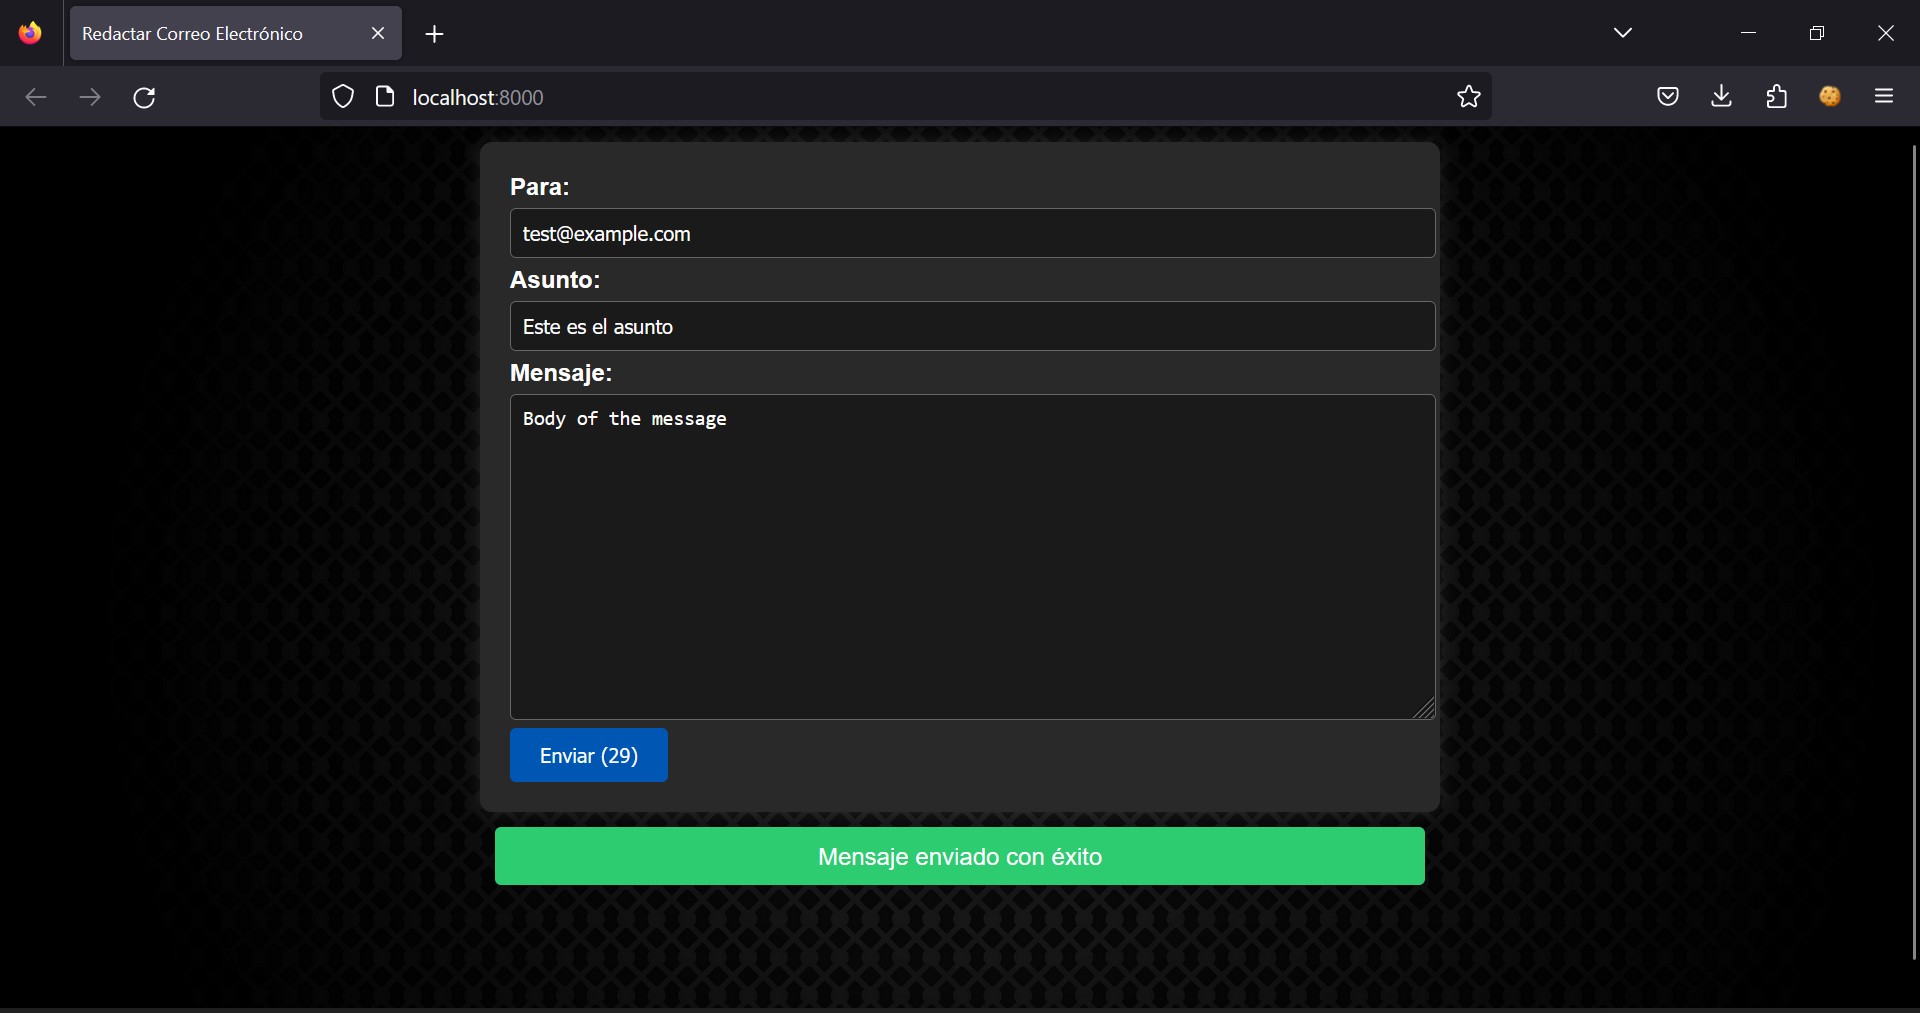 Redactar Correo Electrónico
localhost:8000
Para:
test@example.com
Asunto:
Este es el asunto
Mensaje:
Body of the message
Enviar (29)
Mensaje enviado con éxito